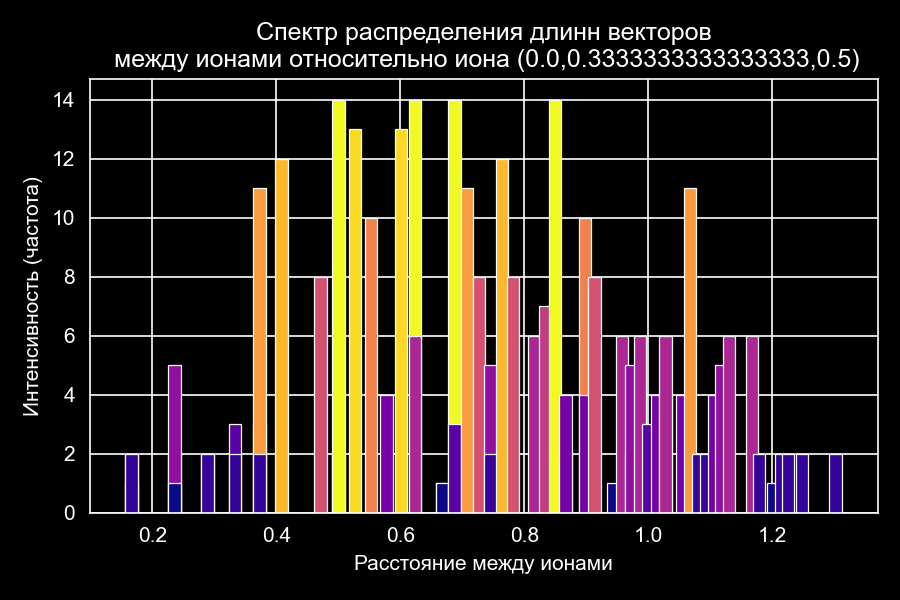 Спектр распределения длинн векторов
между ионами относительно иона (0.0,0.3333333333333333,0.5)
14
12
10
8
6
4
2
0
Интенсивность (частота)
0.2 0.4 0.6 0.8 1.0 1.2
Расстояние между ионами